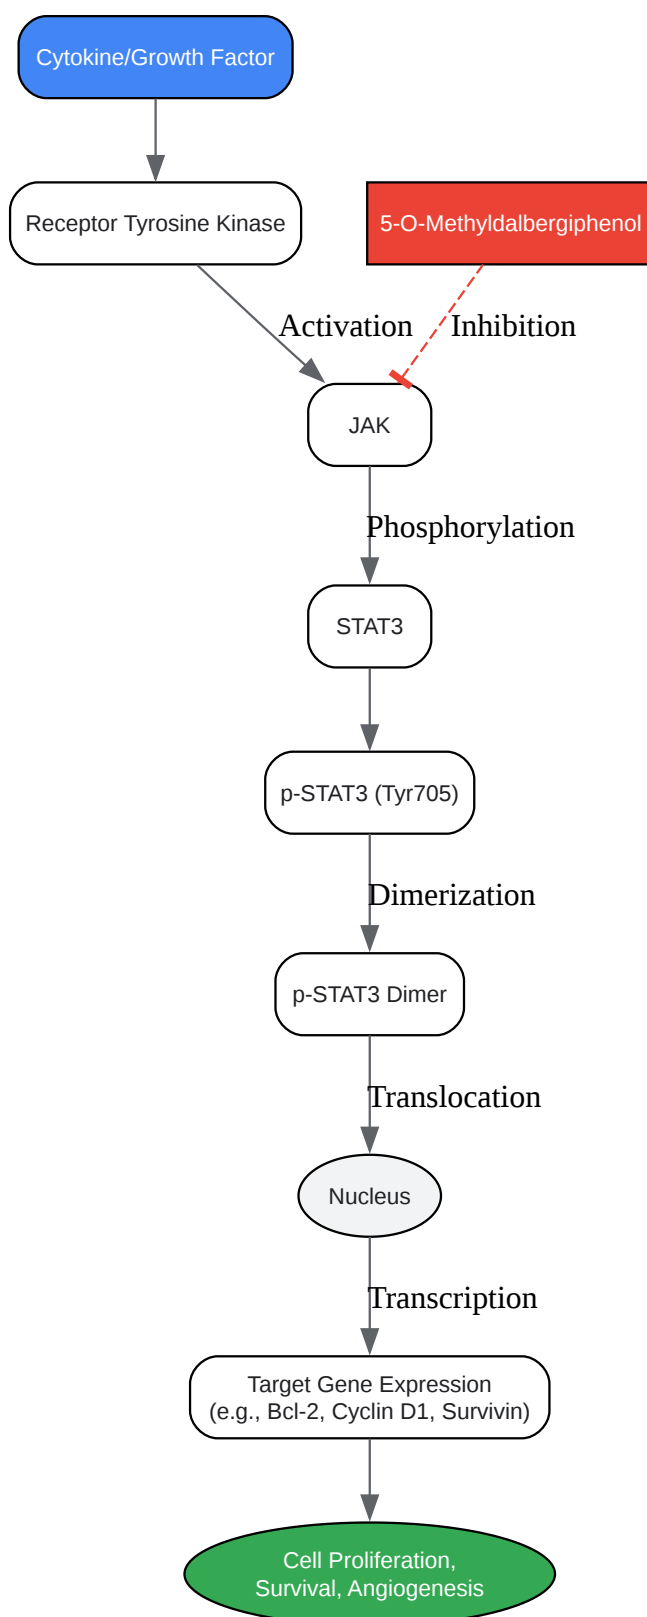 Cytokine/Growth Factor
Receptor Tyrosine Kinase
5-O-Methyldalbergiphenol
Activation
Inhibition
JAK
Phosphorylation
STAT3
p-STAT3 (Tyr705)
Dimerization
p-STAT3 Dimer
Translocation
Nucleus
Transcription
Target Gene Expression
(e.g., Bcl-2, Cyclin D1, Survivin)
Cell Proliferation,
Survival, Angiogenesis